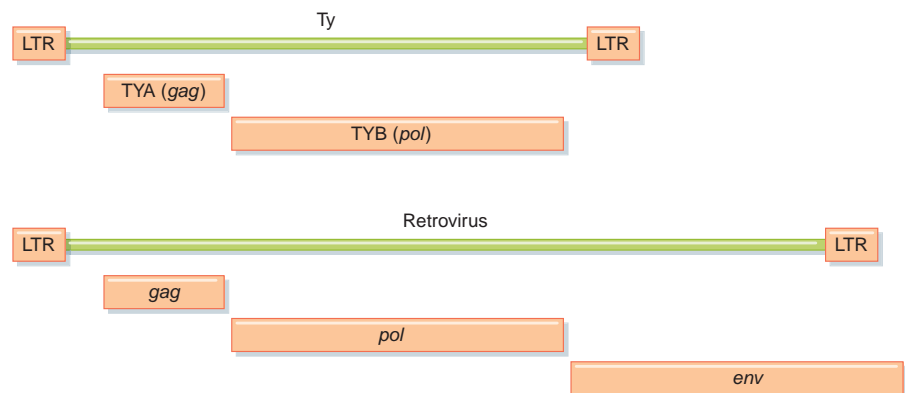 Ty
LTR LTR
TYA (gag)
TYB (pol)
Retrovirus
LTR LTR
gag
pol
env